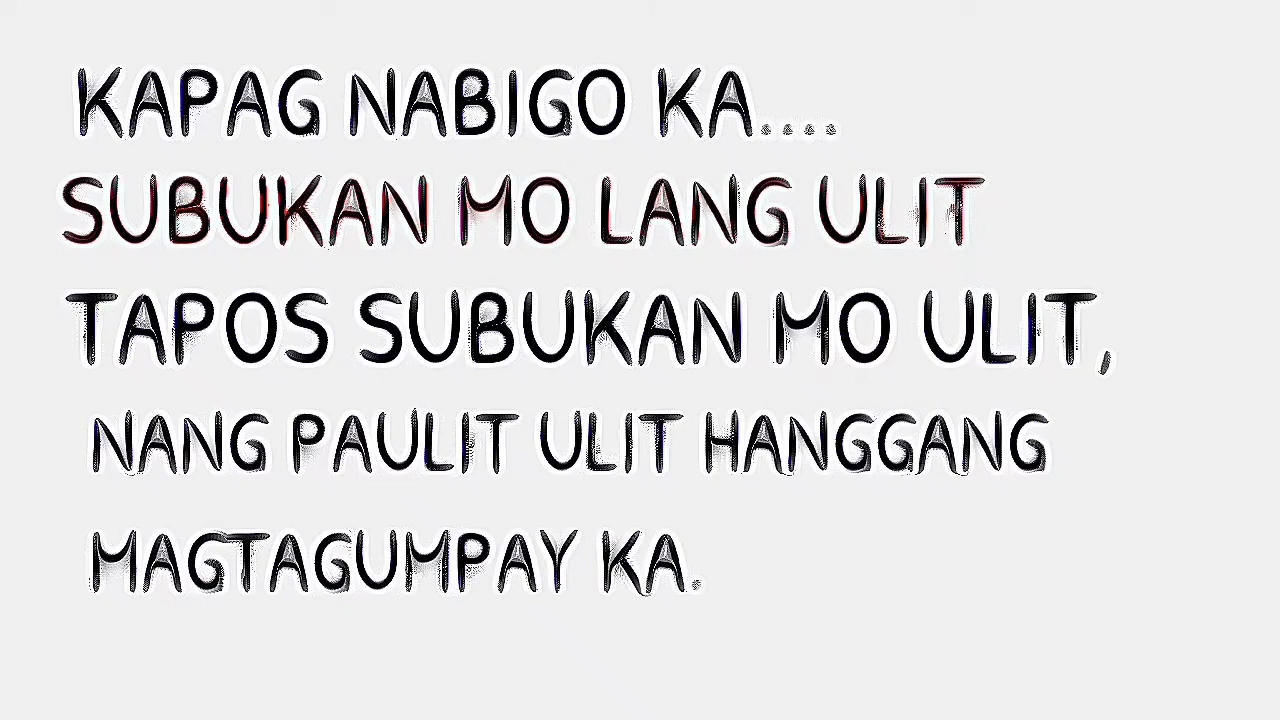 KAPAG NABIGO KA....
SUBUKAN MO LANG ULIT
TAPOS SUBUKAN MO ULIT,
NANG PAULIT ULIT HANGGANG
MAGTAGUMPAY KA.